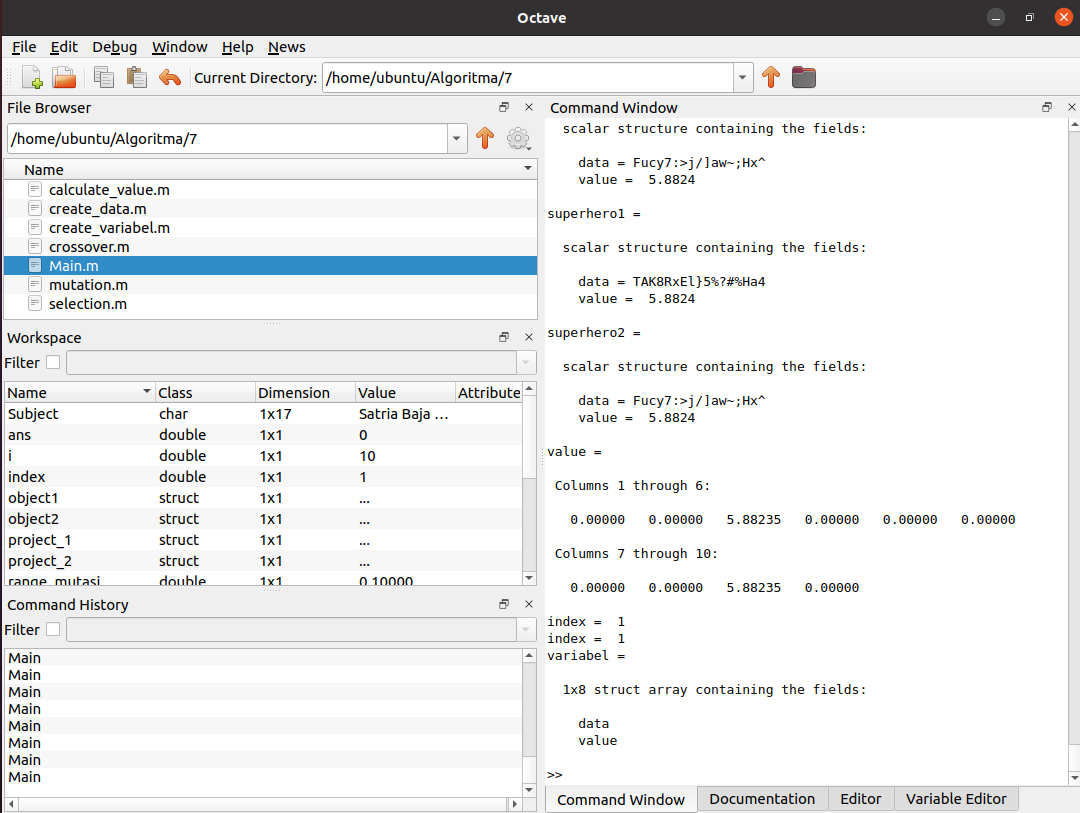 Octave
File Edit Debug Window Help News
Current Directory: /home/ubuntu/Algoritma/7
File Browser
/home/ubuntu/Algoritma/7
Name
calculate_value.m
create_data.m
create_variabel.m
crossover.m
Main.m
mutation.m
selection.m
Workspace
Filter
Name Class Dimension Value Attribute
Subject char 1x17 Satria Baja ...
ans double 1x1 0
i double 1x1 10
index double 1x1 1
object1 struct 1x1 ...
object2 struct 1x1 ...
project_1 struct 1x1 ...
project_2 struct 1x1 ...
range_mutasi double 1x1 0.10000
Command History
Filter
Main
Main
Main
Main
Main
Main
Main
Main
Command Window
scalar structure containing the fields:
data = Fucy7:>j/]aw~;Hx^
value =  5.8824
superhero1 =
scalar structure containing the fields:
data = TAK8RxEl}5%?#%Ha4
value =  5.8824
superhero2 =
scalar structure containing the fields:
data = Fucy7:>j/]aw~;Hx^
value =  5.8824
value =
Columns 1 through 6:
0.00000   0.00000   5.88235   0.00000   0.00000   0.00000
Columns 7 through 10:
0.00000   0.00000   5.88235   0.00000
index =  1
index =  1
variabel =
1x8 struct array containing the fields:
data
value
>>
Command Window Documentation Editor Variable Editor